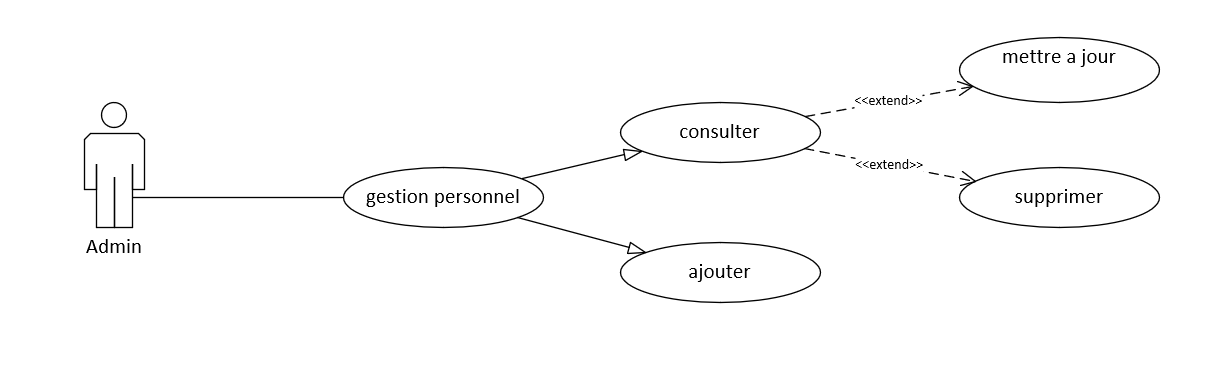 mettre a jour
<<extend>>
consulter
<<extend>>
gestion personnel
supprimer
Admin
ajouter